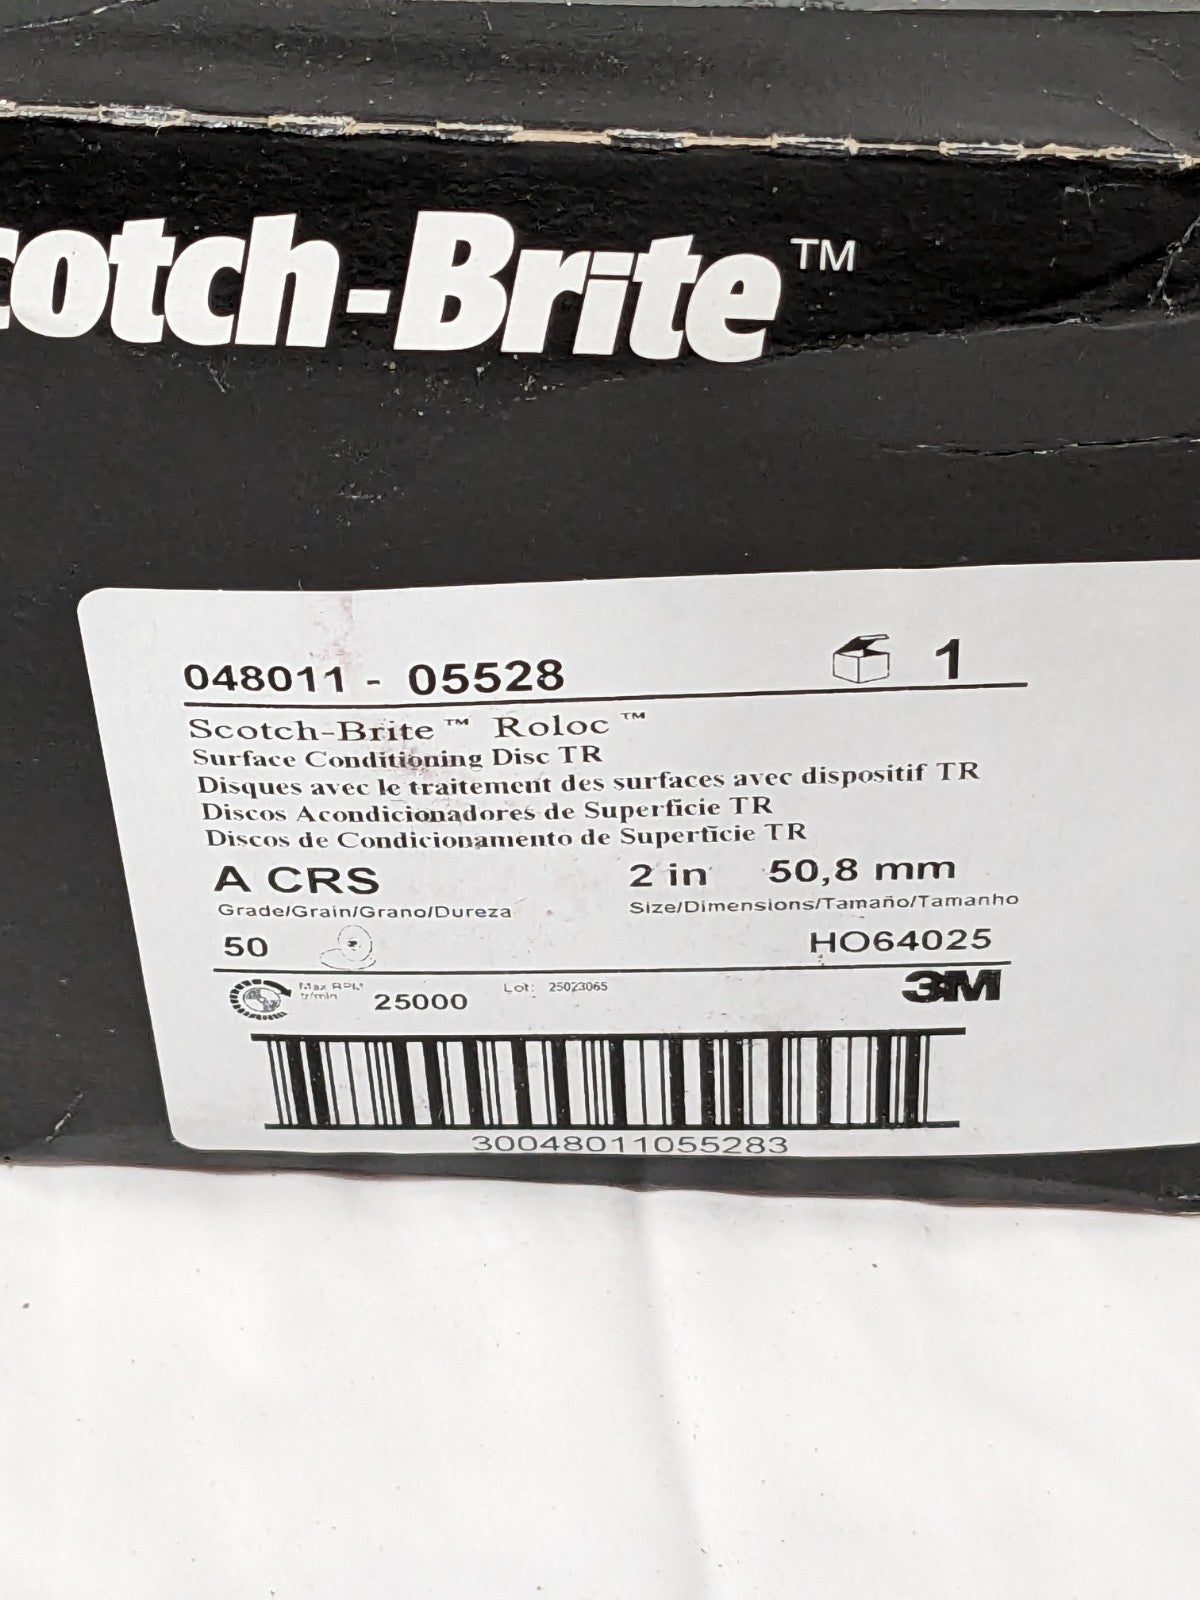 cotch-Brite™
048011 - 05528 1
Scotch-Brite™ Roloc™
Surface Conditioning Disc TR
Disques avec le traitement des surfaces avec dispositif TR
Discos Acondicionadores de Superficie TR
Discos de Condicionamento de Superficie TR
A CRS 2 in 50,8 mm
Grade/Grain/Grano/Dureza Size/Dimensions/Tamaño/Tamanho
50 HO64025
Max RPM
tr/min 25000 Lot: 25023065 3M
30048011055283